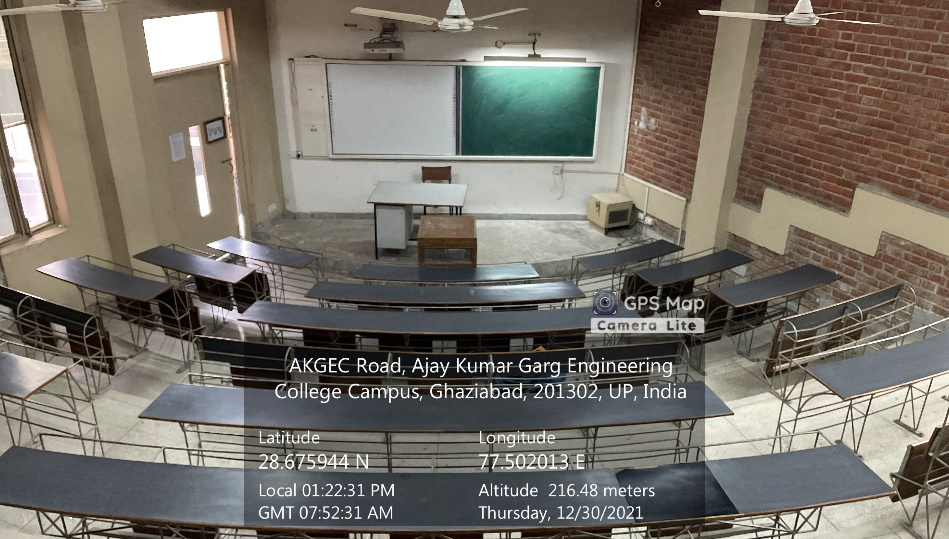 GPS Map
Camera Lite
AKGEC Road, Ajay Kumar Garg Engineering
College Campus, Ghaziabad, 201302, UP, India
Latitude
28.675944 N
Longitude
77.502013 E
Local 01:22:31 PM
GMT 07:52:31 AM
Altitude 216.48 meters
Thursday, 12/30/2021